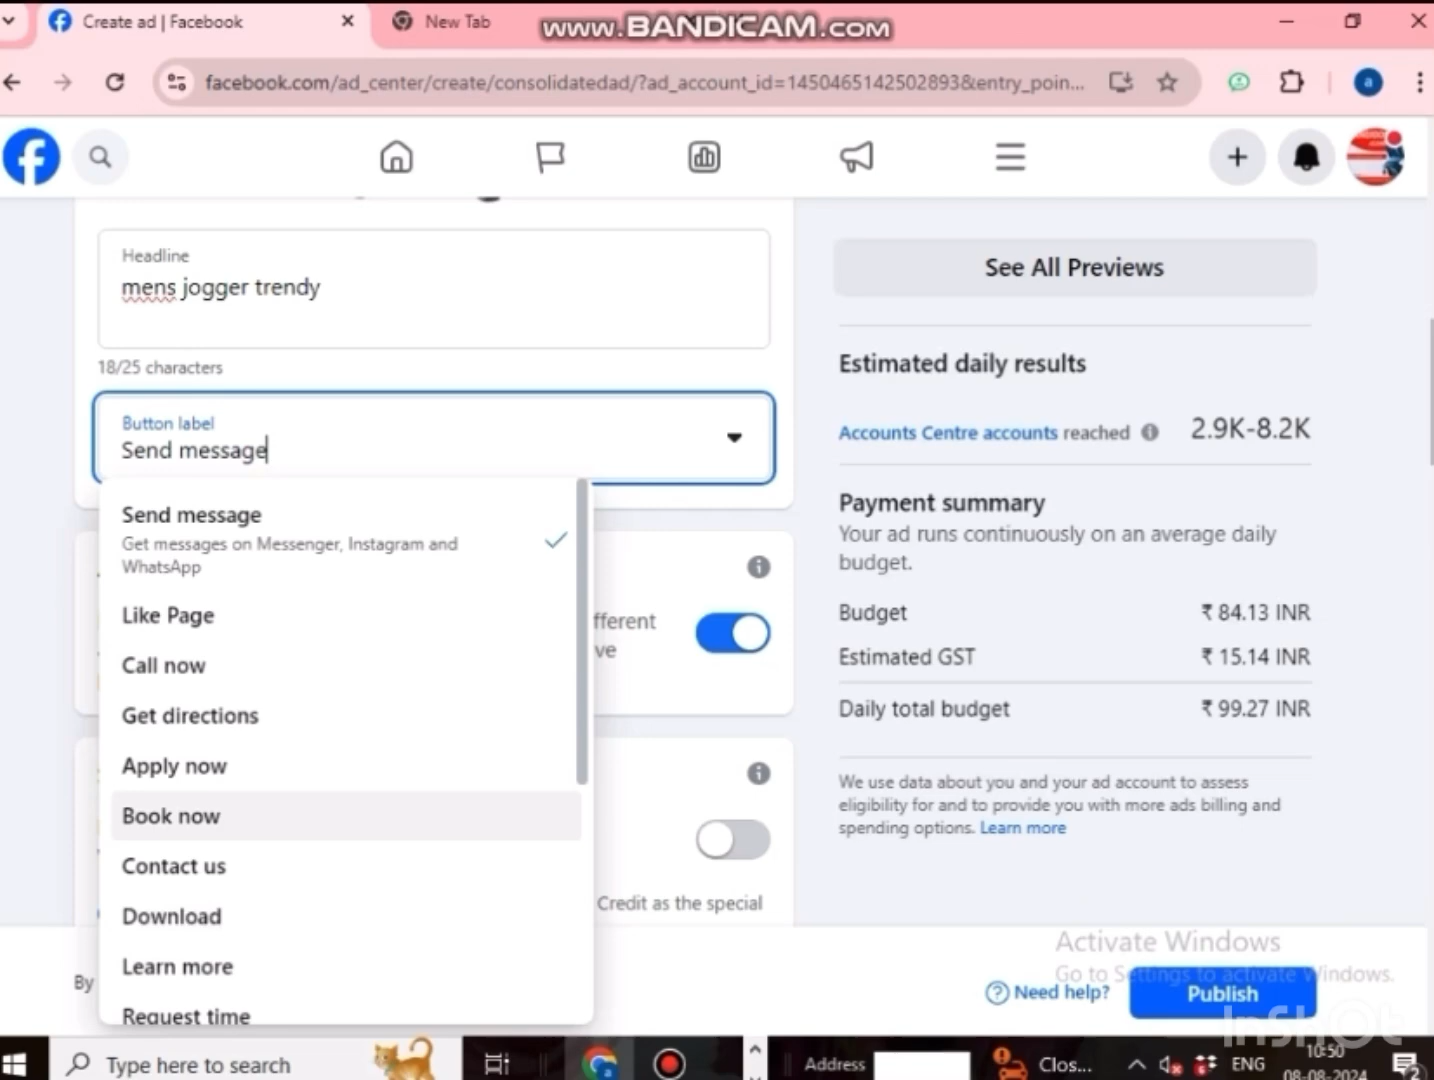 Create ad | Facebook
New Tab
www.BANDICAM.com
facebook.com/ad_center/create/consolidatedad/?ad_account_id=1450465142502893&entry_poin...
a
Headline
mens jogger trendy
18/25 characters
Button label
Send message
Send message
Get messages on Messenger, Instagram and
WhatsApp
Like Page
Call now
Get directions
Apply now
Book now
Contact us
Download
Learn more
Request time
fferent
ve
Credit as the special
By
See All Previews
Estimated daily results
Accounts Centre accounts reached 2.9K-8.2K
Payment summary
Your ad runs continuously on an average daily
budget.
Budget ₹ 84.13 INR
Estimated GST ₹ 15.14 INR
Daily total budget ₹ 99.27 INR
We use data about you and your ad account to assess
eligibility for and to provide you with more ads billing and
spending options. Learn more
Activate Windows
Go to Settings to activate Windows.
Need help?
Publish
InShOt
Type here to search
Address
Clos...
ENG
10:50
08-08-2024
2